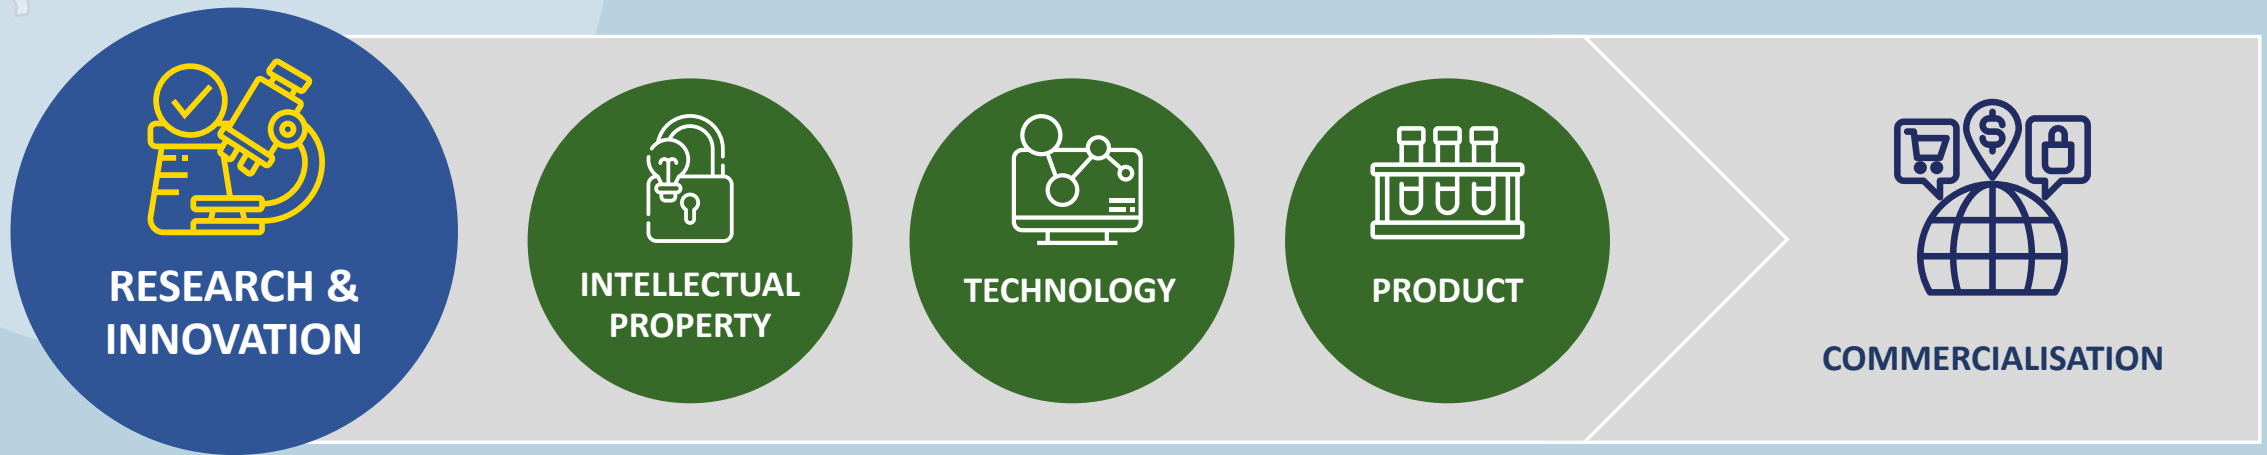 RESEARCH &
INNOVATION
INTELLECTUAL
PROPERTY
TECHNOLOGY
PRODUCT
$
COMMERCIALISATION